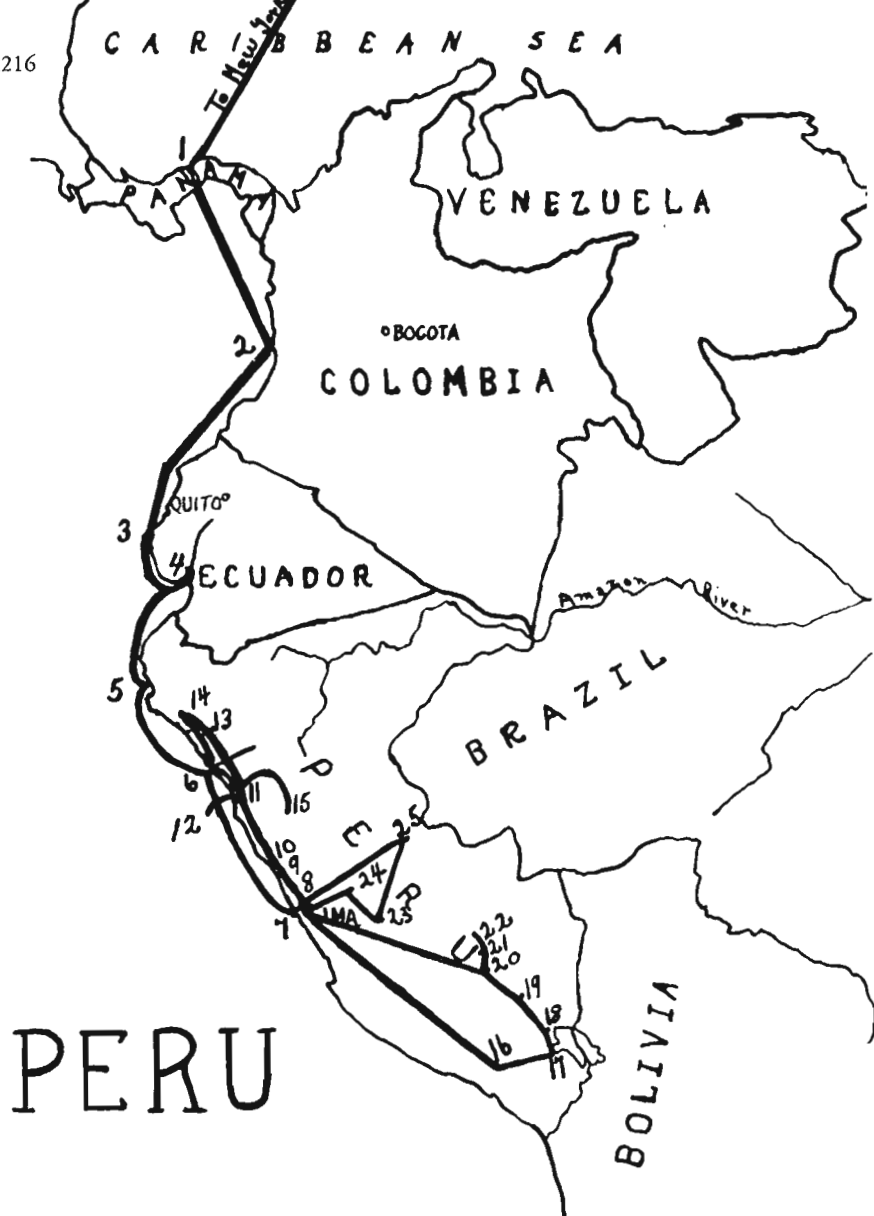 CARIBBEAN SEA
216
To New York
1
PANAMA
VENEZUELA
2
BOGOTA
COLOMBIA
QUITO
3
4
ECUADOR
Amazon River
5
BRAZIL
14
13
6
11
15
12
PERU
25
10
9
8
24
7
LIMA
23
22
21
20
19
18
16
17
BOLIVIA
PERU